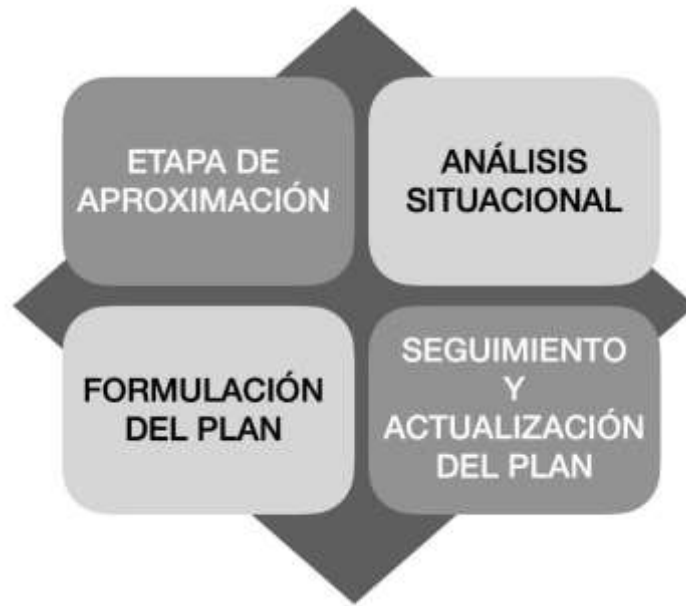 ETAPA DE
APROXIMACIÓN
ANÁLISIS
SITUACIONAL
FORMULACIÓN
DEL PLAN
SEGUIMIENTO
Y
ACTUALIZACIÓN
DEL PLAN